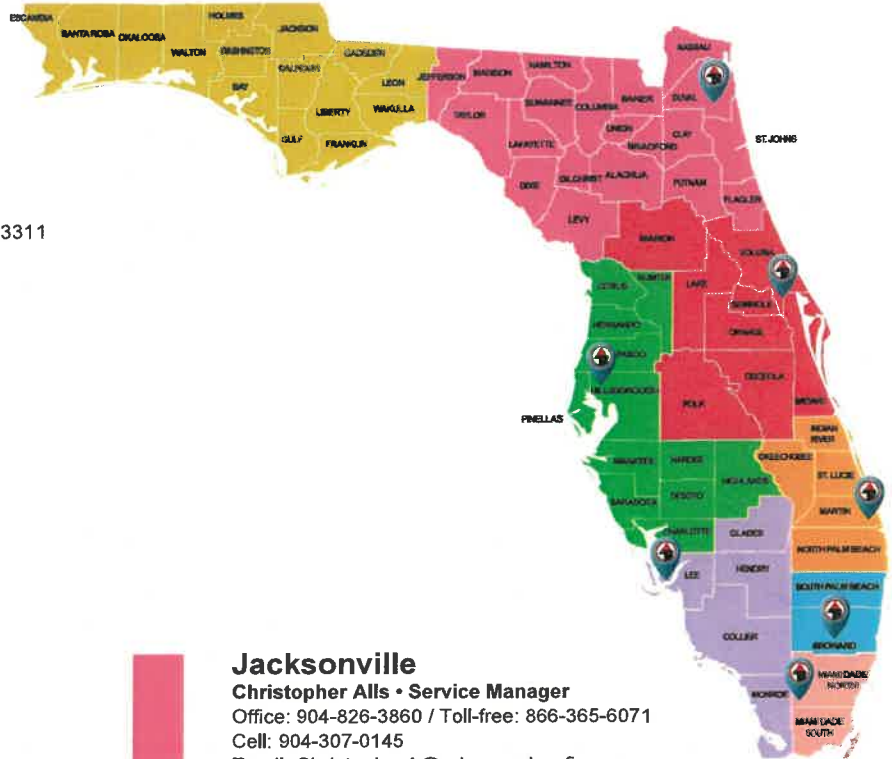 ESCAMBIA
SANTA ROSA
OKALOOSA
WALTON
HOLMES
WASHINGTON
BAY
JACKSON
CALHOUN
GULF
LIBERTY
FRANKLIN
GADSDEN
LEON
WAKULLA
JEFFERSON
MADISON
TAYLOR
HAMILTON
SUWANNEE
LAFAYETTE
DIXIE
COLUMBIA
UNION
BRADFORD
GILCHRIST
ALACHUA
LEVY
BAKER
NASSAU
DUVAL
CLAY
PUTNAM
ST. JOHNS
FLAGLER
3311
MARION
VOLUSIA
LAKE
SEMINOLE
ORANGE
OSCEOLA
POLK
BREVARD
CITRUS
SUMTER
HERNANDO
PASCO
HILLSBOROUGH
PINELLAS
MANATEE
HARDEE
HIGHLANDS
SARASOTA
DESOTO
CHARLOTTE
INDIAN
RIVER
OKEECHOBEE
ST. LUCIE
MARTIN
NORTH PALM BEACH
GLADES
LEE
HENDRY
COLLIER
MONROE
SOUTH PALM BEACH
BROWARD
MIAMI DADE
NORTH
MIAMI DADE
SOUTH
Jacksonville
Christopher Alls • Service Manager
Office: 904-826-3860 / Toll-free: 866-365-6071
Cell: 904-307-0145